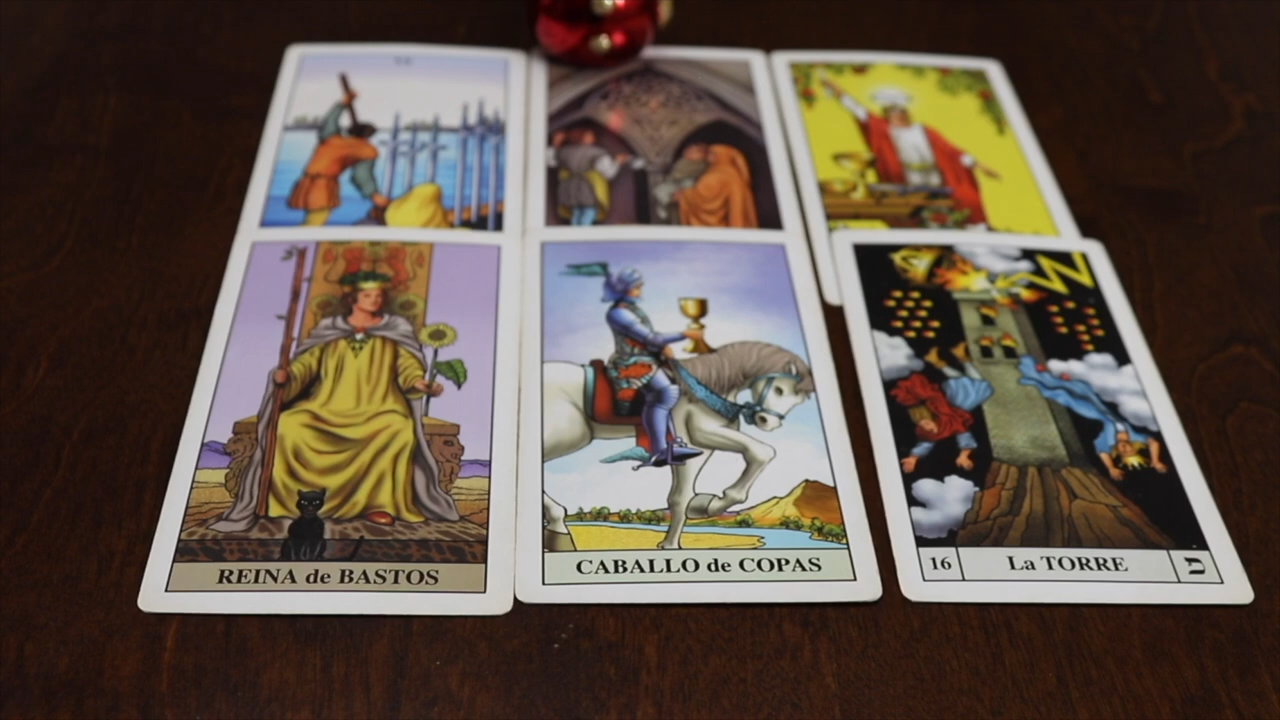 REINA de BASTOS
CABALLO de COPAS
16 La TORRE פ